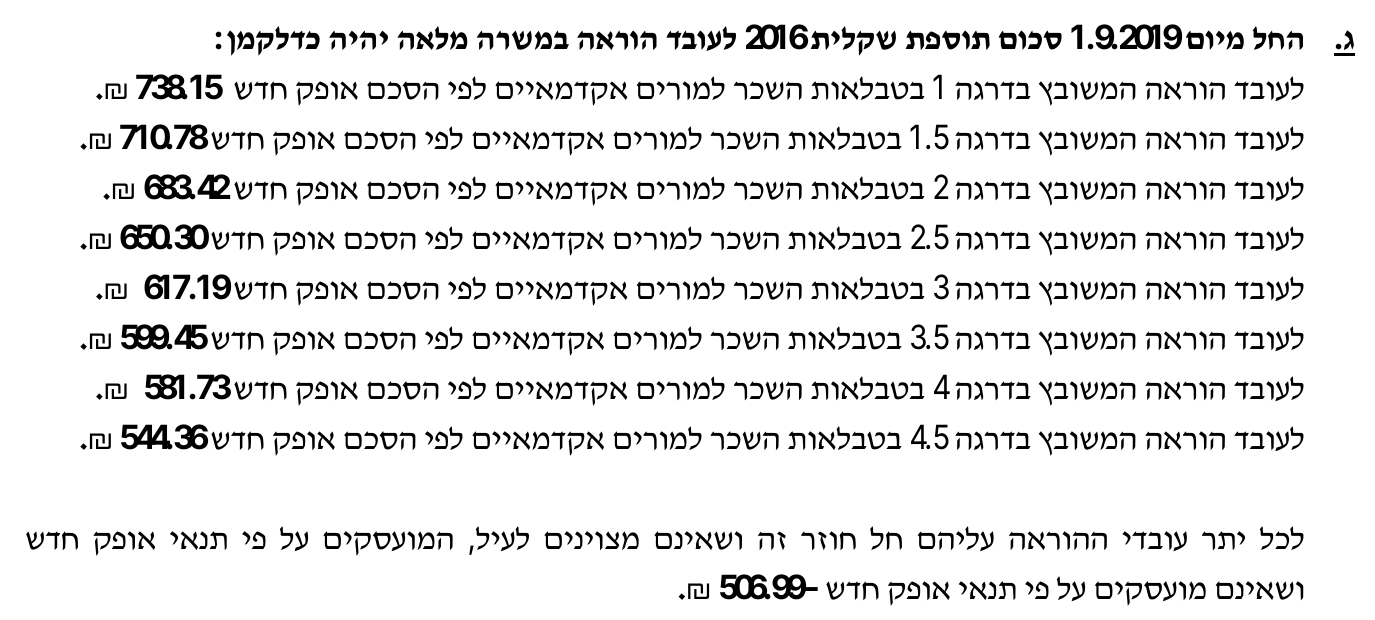 ג. החל מיום 1.9.2019 סכום תוספת שקלית 2016 לעובד הוראה במשרה מלאה יהיה כדלקמן:
לעובד הוראה המשובץ בדרגה 1 בטבלאות השכר למורים אקדמאיים לפי הסכם אופק חדש 738.15 ₪.
לעובד הוראה המשובץ בדרגה 1.5 בטבלאות השכר למורים אקדמאיים לפי הסכם אופק חדש 710.78 ₪.
לעובד הוראה המשובץ בדרגה 2 בטבלאות השכר למורים אקדמאיים לפי הסכם אופק חדש 683.42 ₪.
לעובד הוראה המשובץ בדרגה 2.5 בטבלאות השכר למורים אקדמאיים לפי הסכם אופק חדש 650.30 ₪.
לעובד הוראה המשובץ בדרגה 3 בטבלאות השכר למורים אקדמאיים לפי הסכם אופק חדש 617.19 ₪.
לעובד הוראה המשובץ בדרגה 3.5 בטבלאות השכר למורים אקדמאיים לפי הסכם אופק חדש 599.45 ₪.
לעובד הוראה המשובץ בדרגה 4 בטבלאות השכר למורים אקדמאיים לפי הסכם אופק חדש 581.73 ₪.
לעובד הוראה המשובץ בדרגה 4.5 בטבלאות השכר למורים אקדמאיים לפי הסכם אופק חדש 544.36 ₪.
לכל יתר עובדי ההוראה עליהם חל חוזר זה ושאינם מצוינים לעיל, המועסקים על פי תנאי אופק חדש
ושאינם מועסקים על פי תנאי אופק חדש –506.99 ₪.